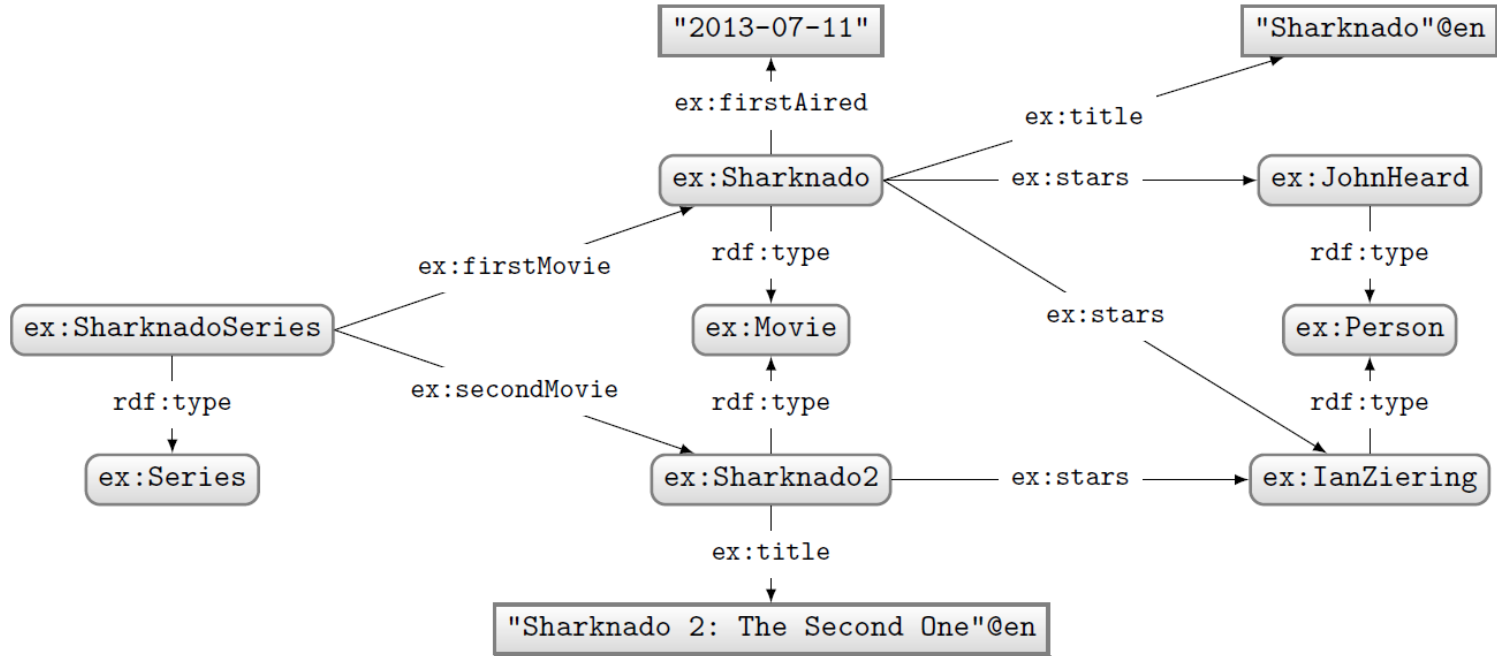 "2013-07-11"
"Sharknado"@en
ex:firstAired
ex:title
ex:Sharknado
ex:stars
ex:JohnHeard
rdf:type
rdf:type
ex:firstMovie
ex:SharknadoSeries
ex:Movie
ex:stars
ex:Person
ex:secondMovie
rdf:type
rdf:type
rdf:type
ex:Series
ex:Sharknado2
ex:stars
ex:IanZiering
ex:title
"Sharknado 2: The Second One"@en